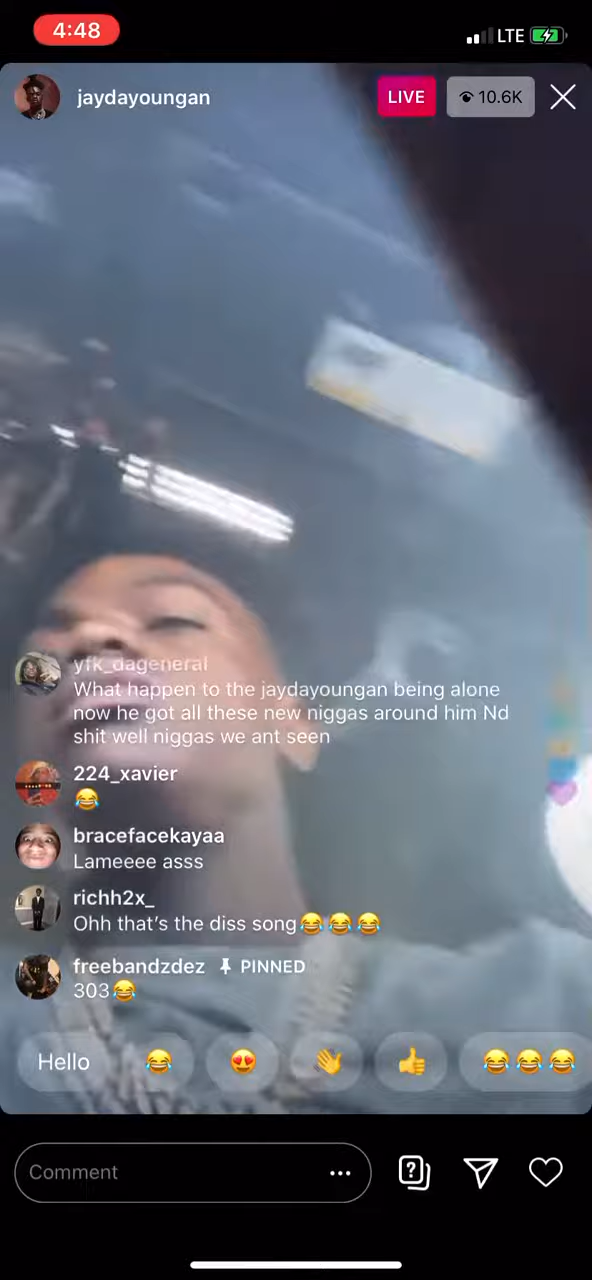 4:48
LTE
jaydayoungan
LIVE
10.6K
yfk_dageneral
What happen to the jaydayoungan being alone
now he got all these new niggas around him Nd
shit well niggas we ant seen
224_xavier
😂
bracefacekayaa
Lameeee asss
richh2x_
Ohh that's the diss song😂😂😂
freebandzdez PINNED
303😂
Hello 😂 😍 👋 👍 😂😂😂
Comment